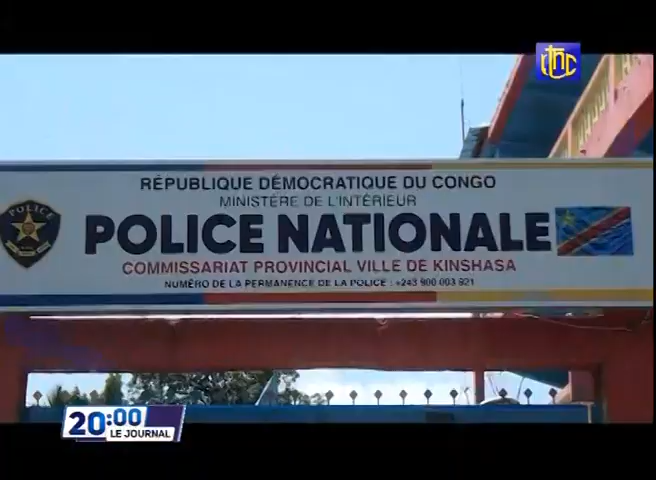 rtnc
RÉPUBLIQUE DÉMOCRATIQUE DU CONGO
MINISTÈRE DE L'INTÉRIEUR
POLICE
POLICE NATIONALE
COMMISSARIAT PROVINCIAL VILLE DE KINSHASA
NUMÉRO DE LA PERMANENCE DE LA POLICE : +243 900 003 921
20:00
LE JOURNAL